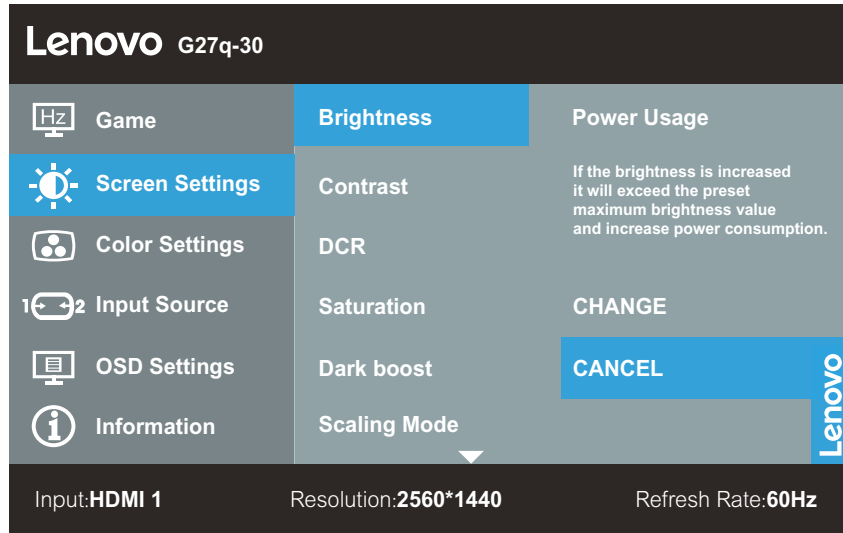 Lenovo G27q-30
Hz Game
Screen Settings
Color Settings
1 2 Input Source
OSD Settings
i Information
Brightness
Contrast
DCR
Saturation
Dark boost
Scaling Mode
Power Usage
If the brightness is increased
it will exceed the preset
maximum brightness value
and increase power consumption.
CHANGE
CANCEL
Lenovo
Input:HDMI 1 Resolution:2560*1440 Refresh Rate:60Hz